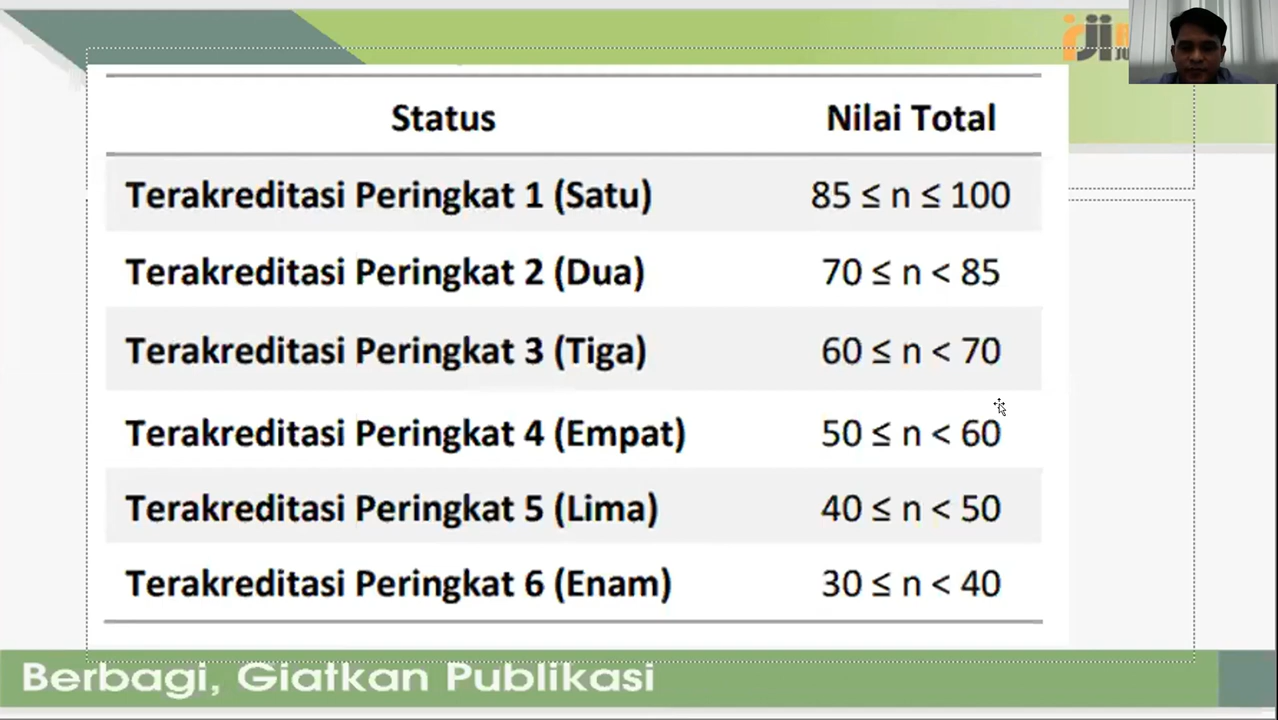 Status Nilai Total
Terakreditasi Peringkat 1 (Satu) 85 ≤ n ≤ 100
Terakreditasi Peringkat 2 (Dua) 70 ≤ n < 85
Terakreditasi Peringkat 3 (Tiga) 60 ≤ n < 70
Terakreditasi Peringkat 4 (Empat) 50 ≤ n < 60
Terakreditasi Peringkat 5 (Lima) 40 ≤ n < 50
Terakreditasi Peringkat 6 (Enam) 30 ≤ n < 40
Berbagi, Giatkan Publikasi